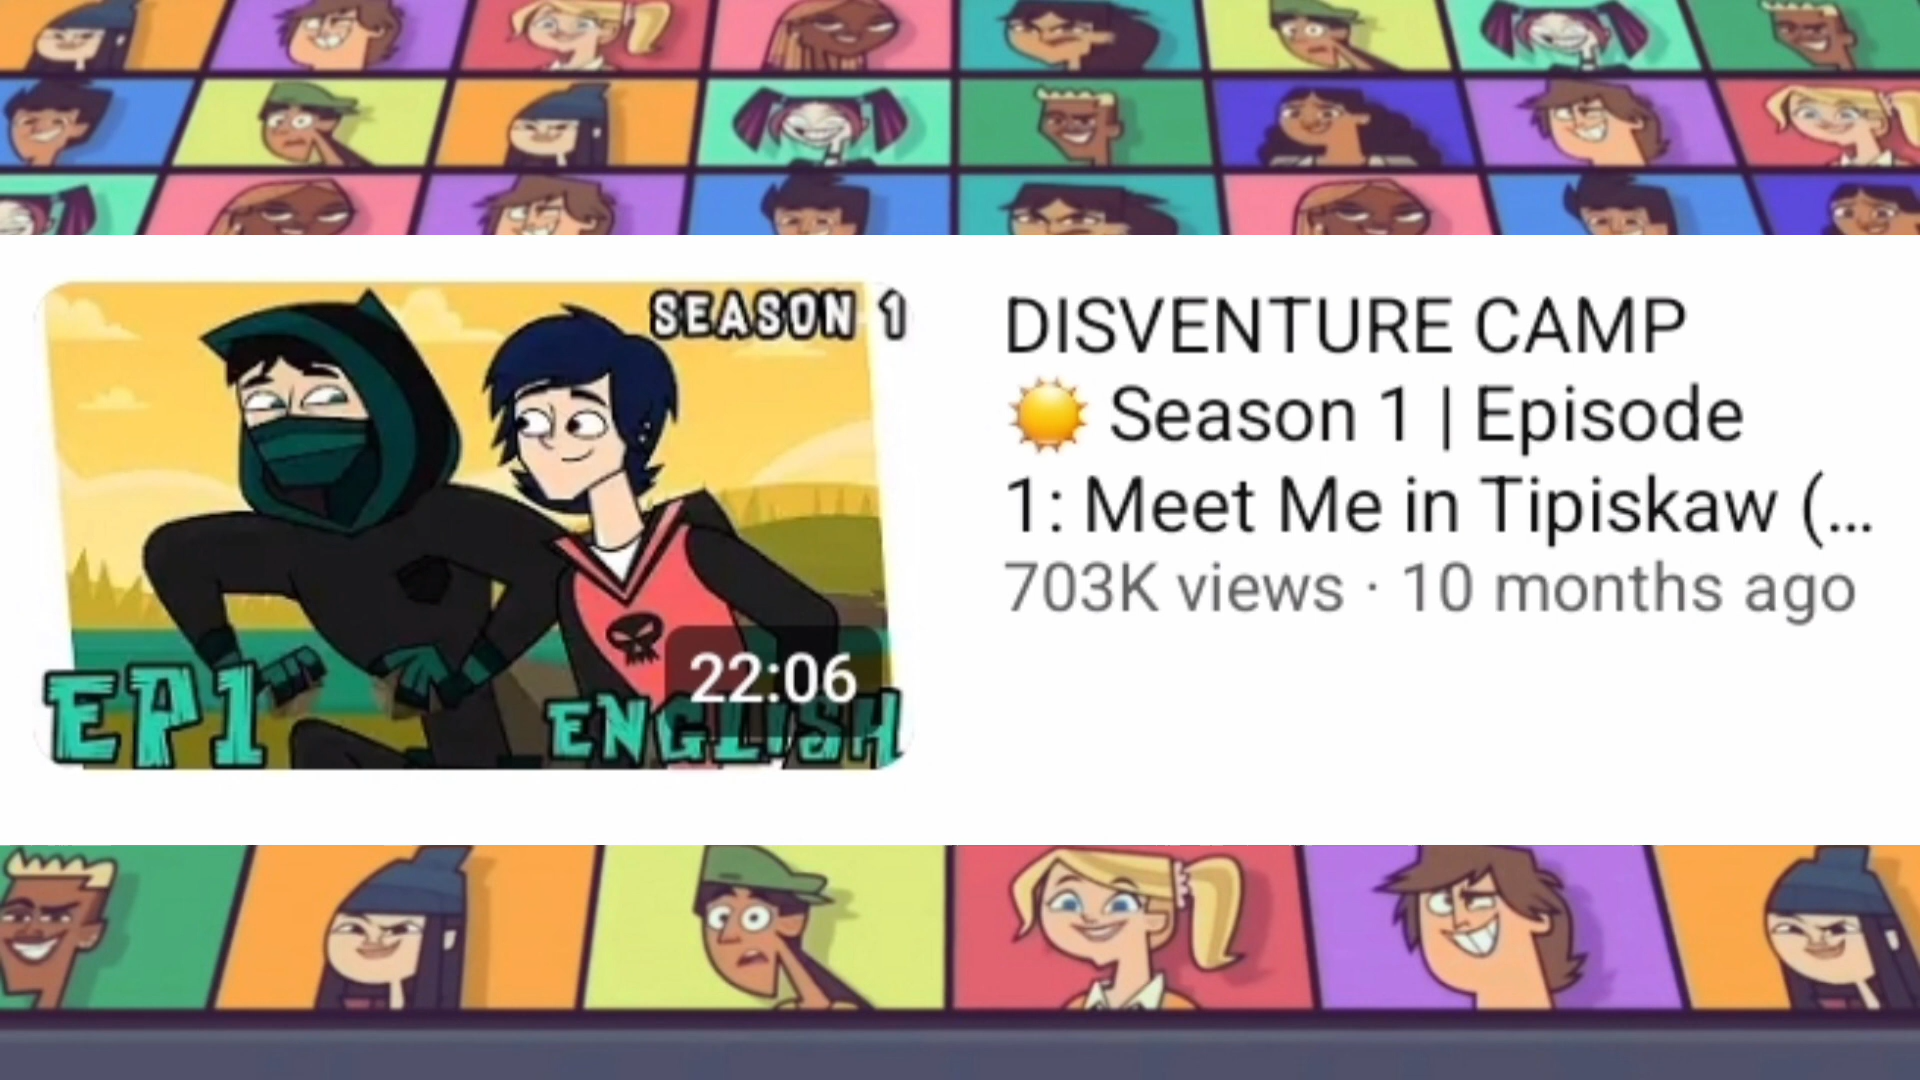 SEASON 1
EP1
ENGLISH
22:06
DISVENTURE CAMP
☀️ Season 1 | Episode
1: Meet Me in Tipiskaw (...
703K views · 10 months ago